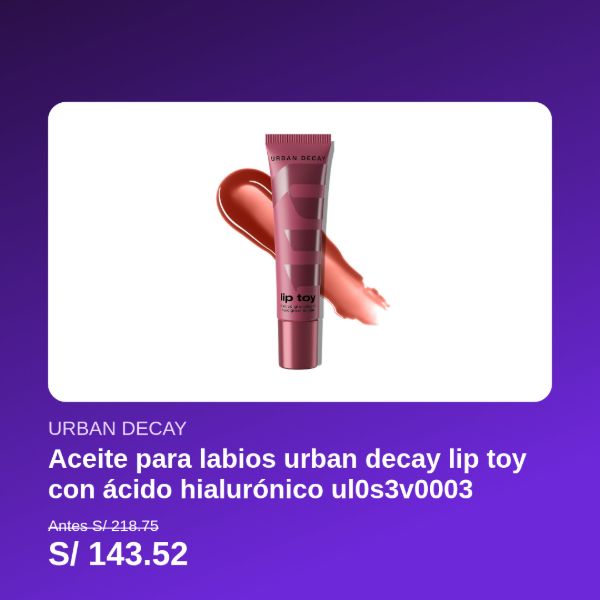 URBAN DECAY
lip toy
URBAN DECAY
Aceite para labios urban decay lip toy
con ácido hialurónico ul0s3v0003
Antes S/ 218.75
S/ 143.52